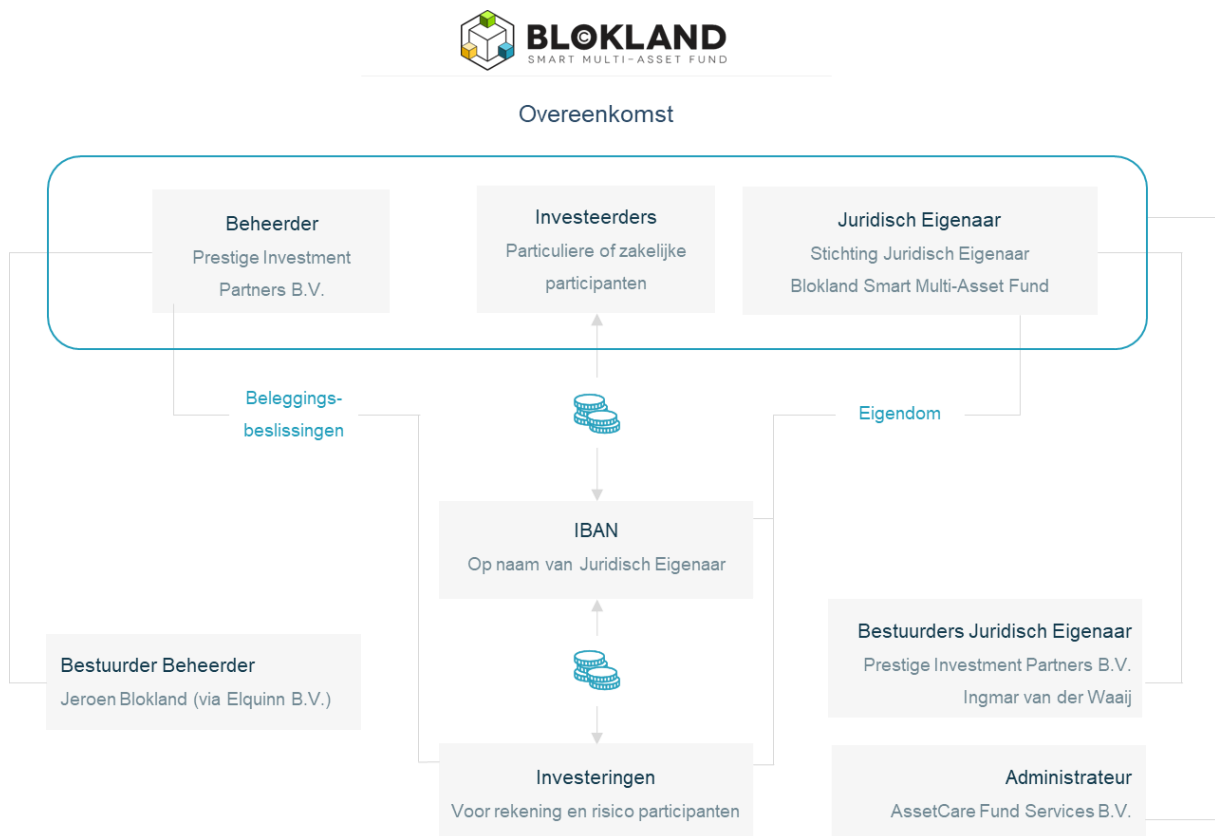 BLOKLAND
SMART MULTI-ASSET FUND
Overeenkomst
Beheerder
Prestige Investment
Partners B.V.
Investeerders
Particuliere of zakelijke
participanten
Juridisch Eigenaar
Stichting Juridisch Eigenaar
Blokland Smart Multi-Asset Fund
Beleggings-
beslissingen
Eigendom
IBAN
Op naam van Juridisch Eigenaar
Bestuurder Beheerder
Jeroen Blokland (via Elquinn B.V.)
Bestuurders Juridisch Eigenaar
Prestige Investment Partners B.V.
Ingmar van der Waaij
Investeringen
Voor rekening en risico participanten
Administrateur
AssetCare Fund Services B.V.